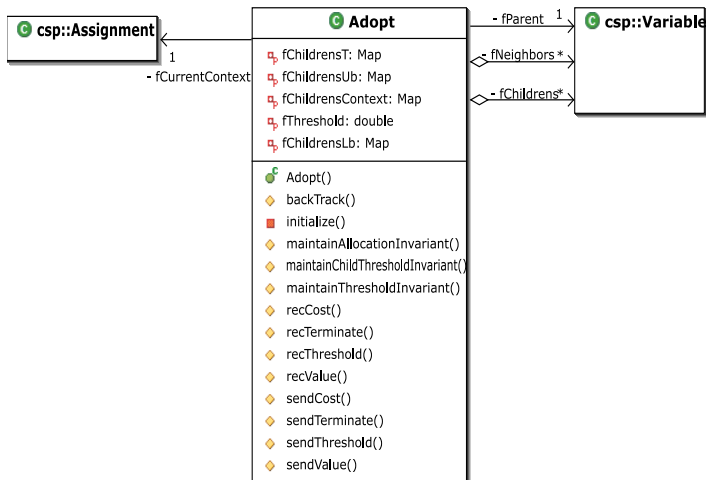 C csp::Assignment
1
- fCurrentContext
C Adopt
fChildrensT: Map
fChildrensUb: Map
fChildrensContext: Map
fThreshold: double
fChildrensLb: Map
Adopt()
backTrack()
initialize()
maintainAllocationInvariant()
maintainChildThresholdInvariant()
maintainThresholdInvariant()
recCost()
recTerminate()
recThreshold()
recValue()
sendCost()
sendTerminate()
sendThreshold()
sendValue()
- fParent 1
- fNeighbors *
- fChildrens*
C csp::Variable